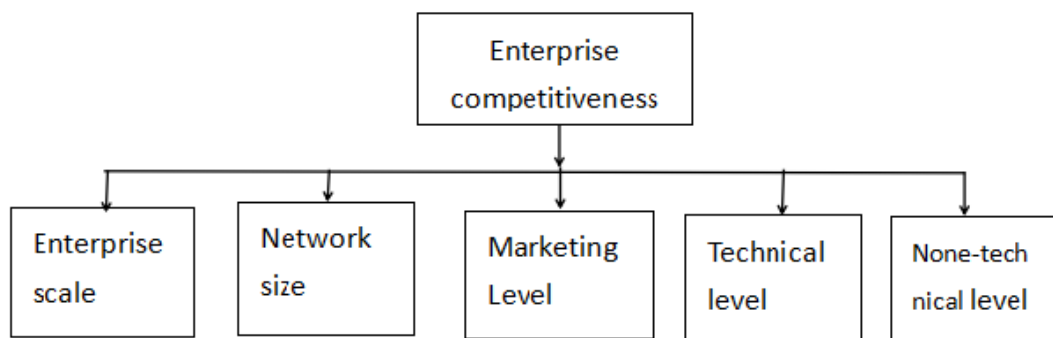 Enterprise
competitiveness
Enterprise
scale
Network
size
Marketing
Level
Technical
level
None-tech
nical level